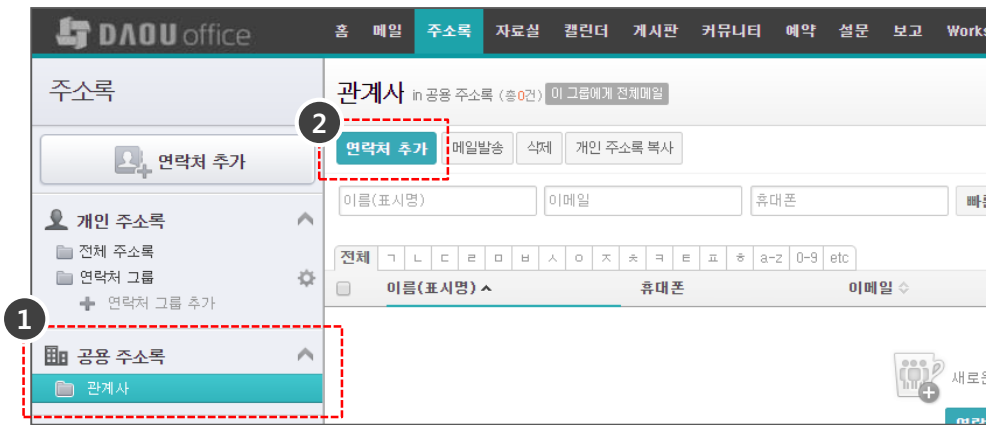 DAOU office 홈 메일 주소록 자료실 캘린더 게시판 커뮤니티 예약 설문 보고 Works
주소록
관계사 in 공용 주소록 (총0건) 이 그룹에게 전체메일
2
연락처 추가 메일발송 삭제 개인 주소록 복사
연락처 추가
이름(표시명) 이메일 휴대폰
개인 주소록
전체 주소록
전체 ㄱ ㄴ ㄷ ㄹ ㅁ ㅂ ㅅ ㅇ ㅈ ㅊ ㅋ ㅌ ㅍ ㅎ a-z 0-9 etc
연락처 그룹
이름(표시명) 휴대폰 이메일
연락처 그룹 추가
1
공용 주소록
관계사
새로운